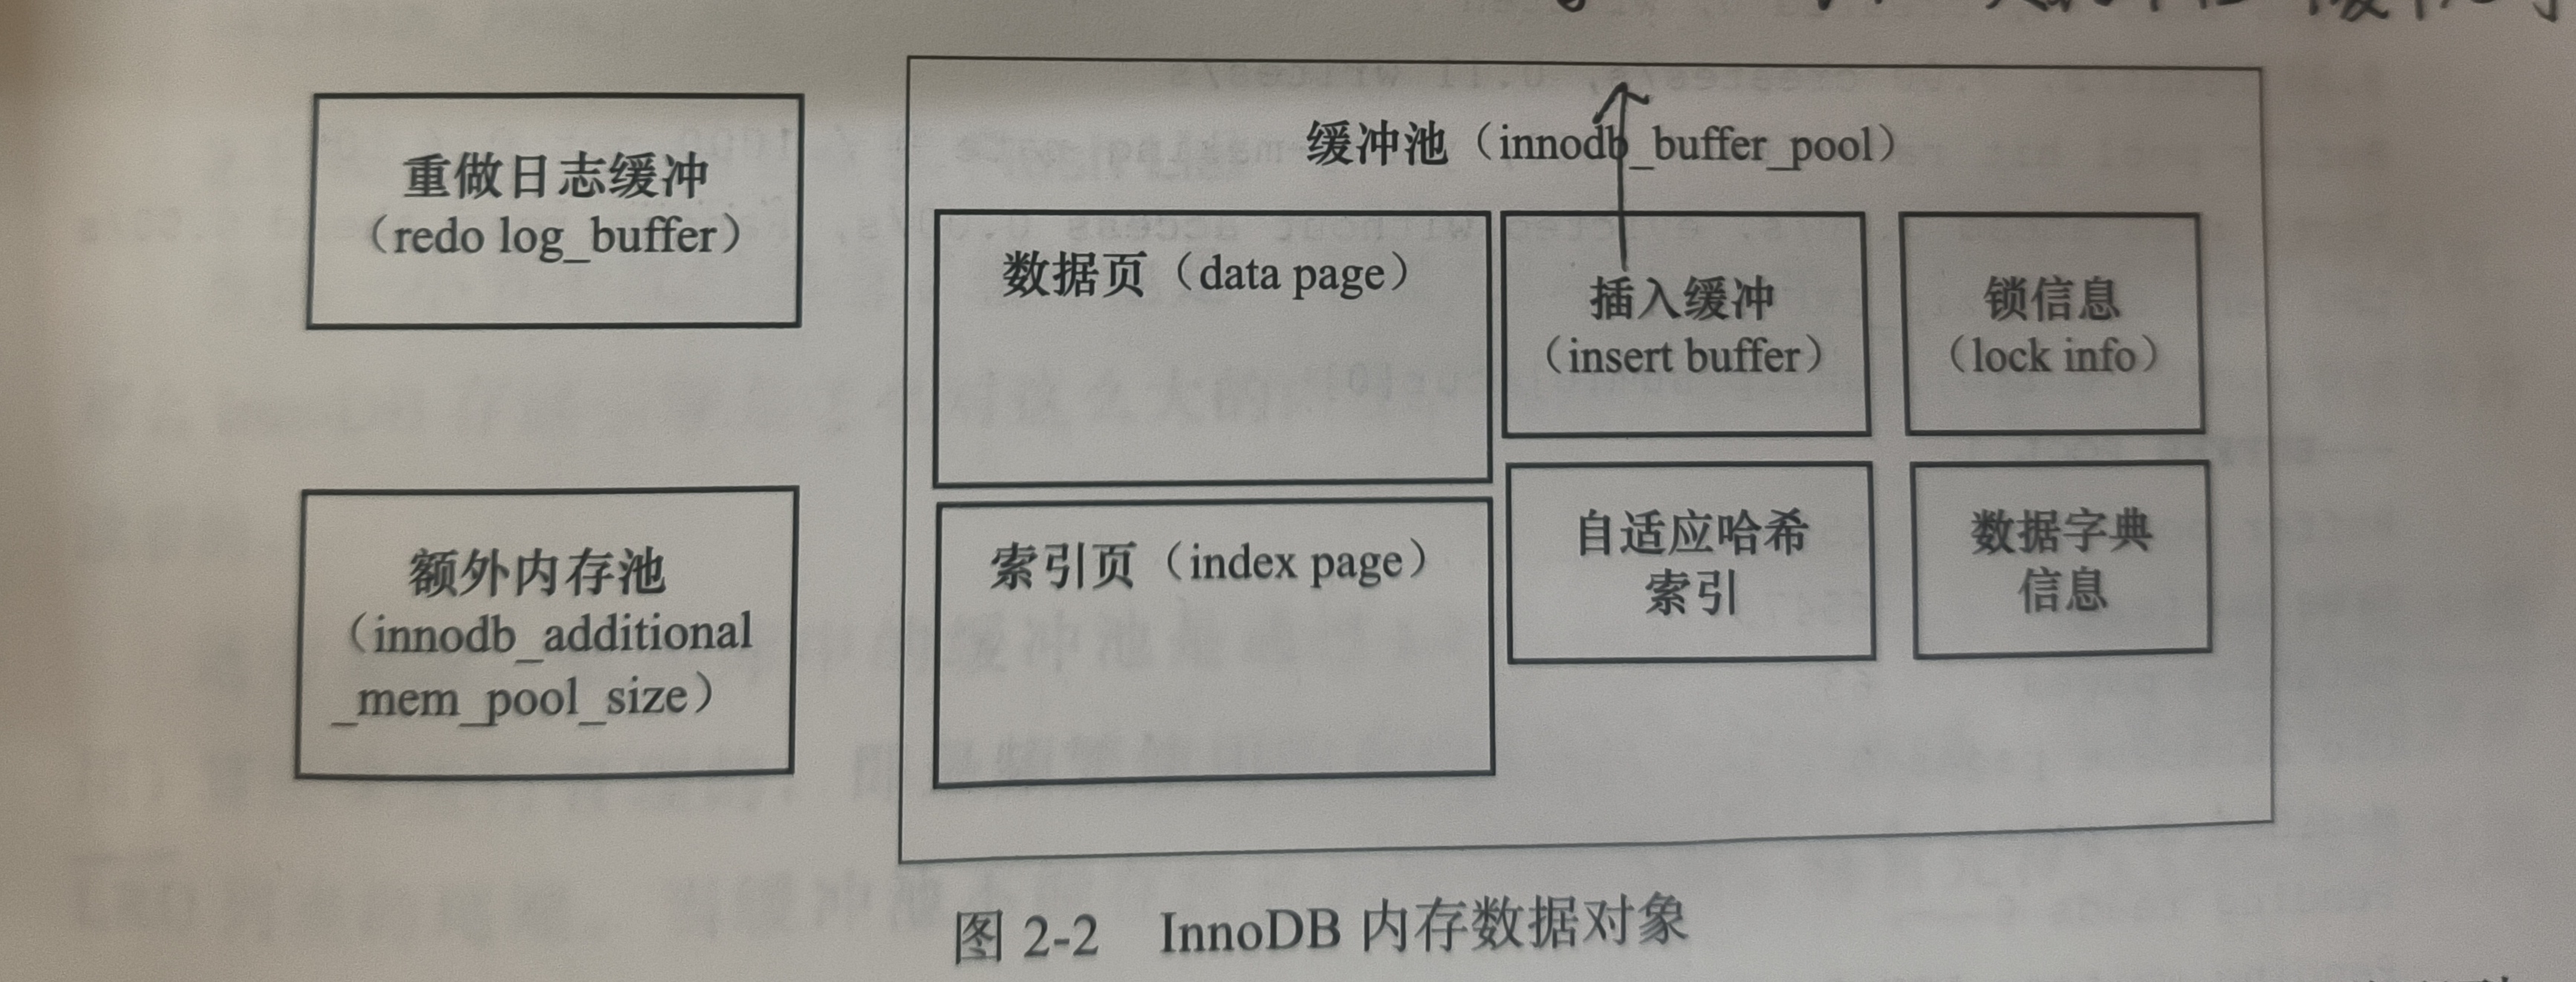 重做日志缓冲
（redo log_buffer）
额外内存池
（innodb_additional
_mem_pool_size）
缓冲池（innodb_buffer_pool）
数据页（data page）
索引页（index page）
插入缓冲
（insert buffer）
锁信息
（lock info）
自适应哈希
索引
数据字典
信息
图 2-2 InnoDB 内存数据对象